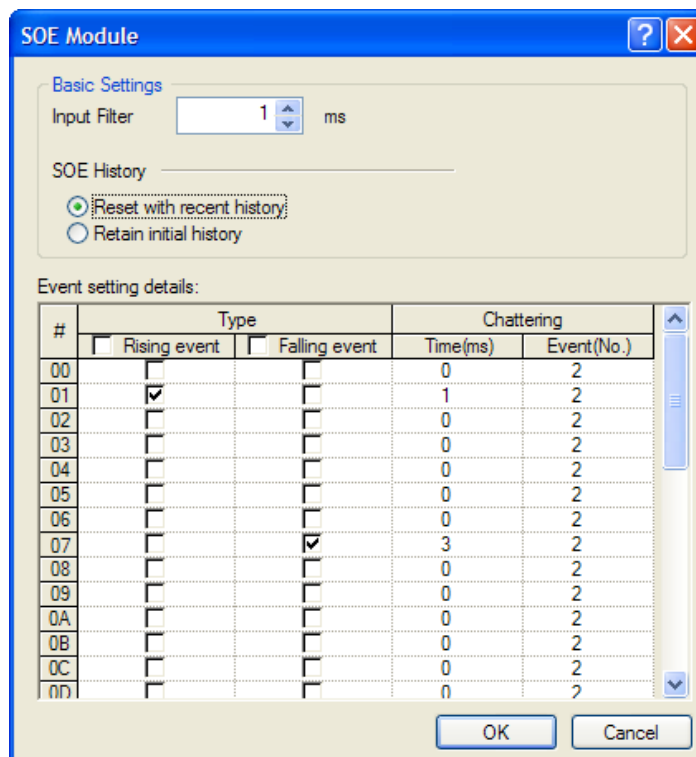 SOE Module
Basic Settings
Input Filter 1 ms
SOE History
Reset with recent history
Retain initial history
Event setting details:
# Type Chattering
Rising event Falling event Time(ms) Event(No.)
00 0 2
01 1 2
02 0 2
03 0 2
04 0 2
05 0 2
06 0 2
07 3 2
08 0 2
09 0 2
0A 0 2
0B 0 2
0C 0 2
0D 0 2
OK Cancel